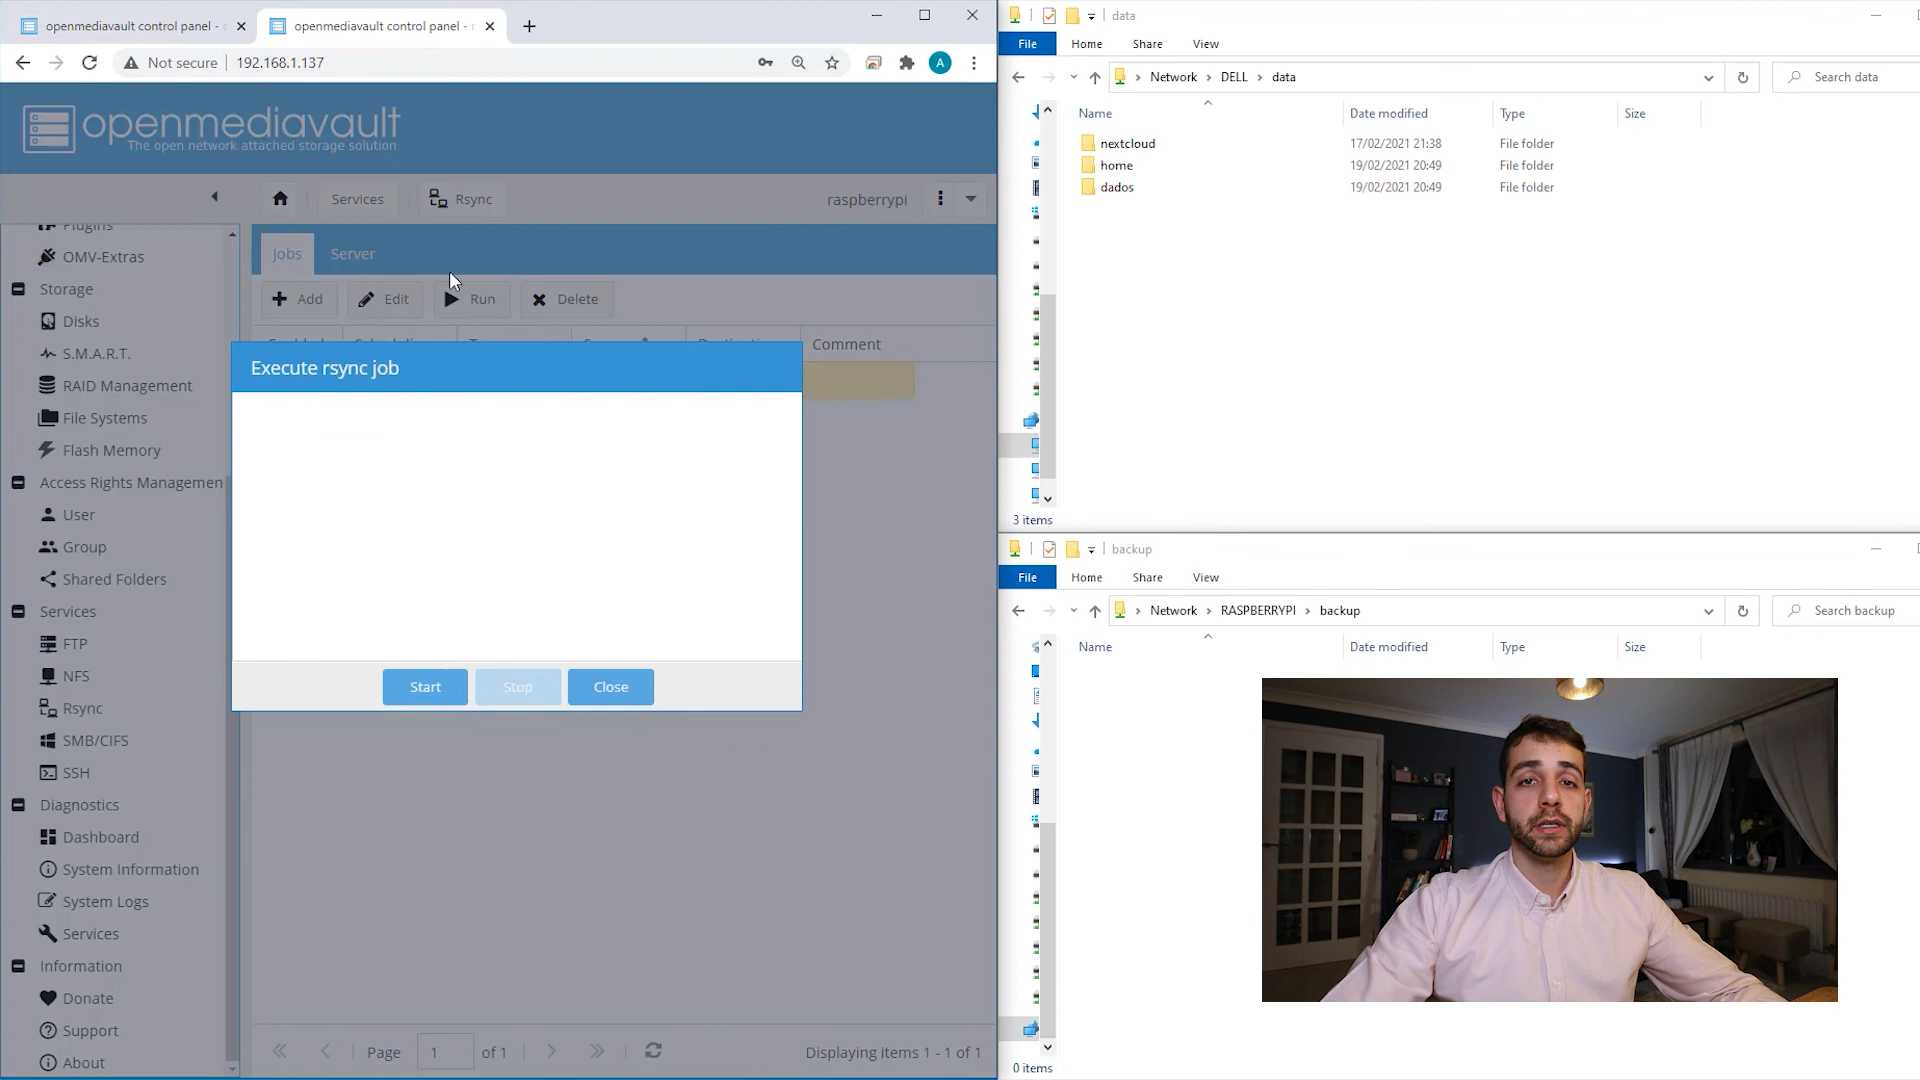 openmediavault control panel - o
openmediavault control panel - r
Not secure
192.168.1.137
A
openmediavault
The open network attached storage solution
Services
Rsync
raspberrypi
Plugins
OMV-Extras
Storage
Disks
S.M.A.R.T.
RAID Management
File Systems
Flash Memory
Access Rights Managemen
User
Group
Shared Folders
Services
FTP
NFS
Rsync
SMB/CIFS
SSH
Diagnostics
Dashboard
System Information
System Logs
Services
Information
Donate
Support
About
Jobs
Server
Add
Edit
Run
Delete
Comment
Execute rsync job
Start
Stop
Close
Page
1
of 1
Displaying items 1 - 1 of 1
data
File
Home
Share
View
Network
DELL
data
Search data
Name
Date modified
Type
Size
nextcloud
17/02/2021 21:38
File folder
home
19/02/2021 20:49
File folder
dados
19/02/2021 20:49
File folder
3 items
backup
File
Home
Share
View
Network
RASPBERRYPI
backup
Search backup
Name
Date modified
Type
Size
0 items